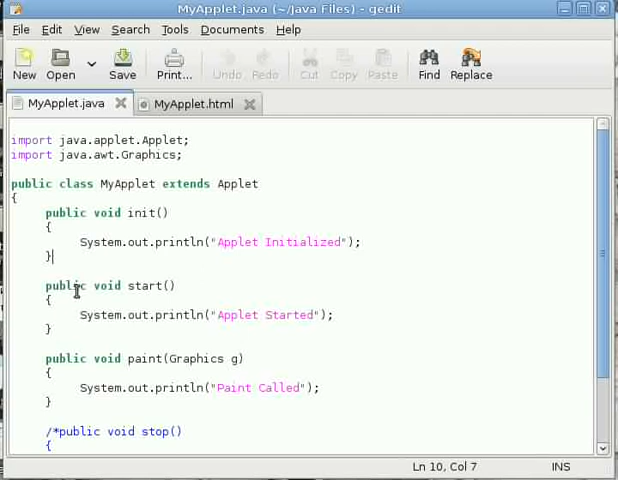 MyApplet.java (~/Java Files) - gedit
File Edit View Search Tools Documents Help
New Open Save Print... Undo Redo Cut Copy Paste Find Replace
MyApplet.java MyApplet.html
import java.applet.Applet;
import java.awt.Graphics;
public class MyApplet extends Applet
{
public void init()
{
System.out.println("Applet Initialized");
}
public void start()
{
System.out.println("Applet Started");
}
public void paint(Graphics g)
{
System.out.println("Paint Called");
}
/*public void stop()
{
Ln 10, Col 7 INS